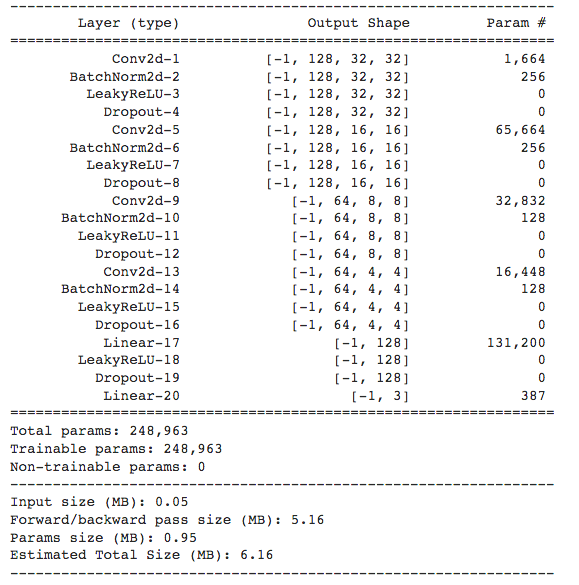 ----------------------------------------------------------------
Layer (type) Output Shape Param #
================================================================
Conv2d-1 [-1, 128, 32, 32] 1,664
BatchNorm2d-2 [-1, 128, 32, 32] 256
LeakyReLU-3 [-1, 128, 32, 32] 0
Dropout-4 [-1, 128, 32, 32] 0
Conv2d-5 [-1, 128, 16, 16] 65,664
BatchNorm2d-6 [-1, 128, 16, 16] 256
LeakyReLU-7 [-1, 128, 16, 16] 0
Dropout-8 [-1, 128, 16, 16] 0
Conv2d-9 [-1, 64, 8, 8] 32,832
BatchNorm2d-10 [-1, 64, 8, 8] 128
LeakyReLU-11 [-1, 64, 8, 8] 0
Dropout-12 [-1, 64, 8, 8] 0
Conv2d-13 [-1, 64, 4, 4] 16,448
BatchNorm2d-14 [-1, 64, 4, 4] 128
LeakyReLU-15 [-1, 64, 4, 4] 0
Dropout-16 [-1, 64, 4, 4] 0
Linear-17 [-1, 128] 131,200
LeakyReLU-18 [-1, 128] 0
Dropout-19 [-1, 128] 0
Linear-20 [-1, 3] 387
================================================================
Total params: 248,963
Trainable params: 248,963
Non-trainable params: 0
----------------------------------------------------------------
Input size (MB): 0.05
Forward/backward pass size (MB): 5.16
Params size (MB): 0.95
Estimated Total Size (MB): 6.16
----------------------------------------------------------------